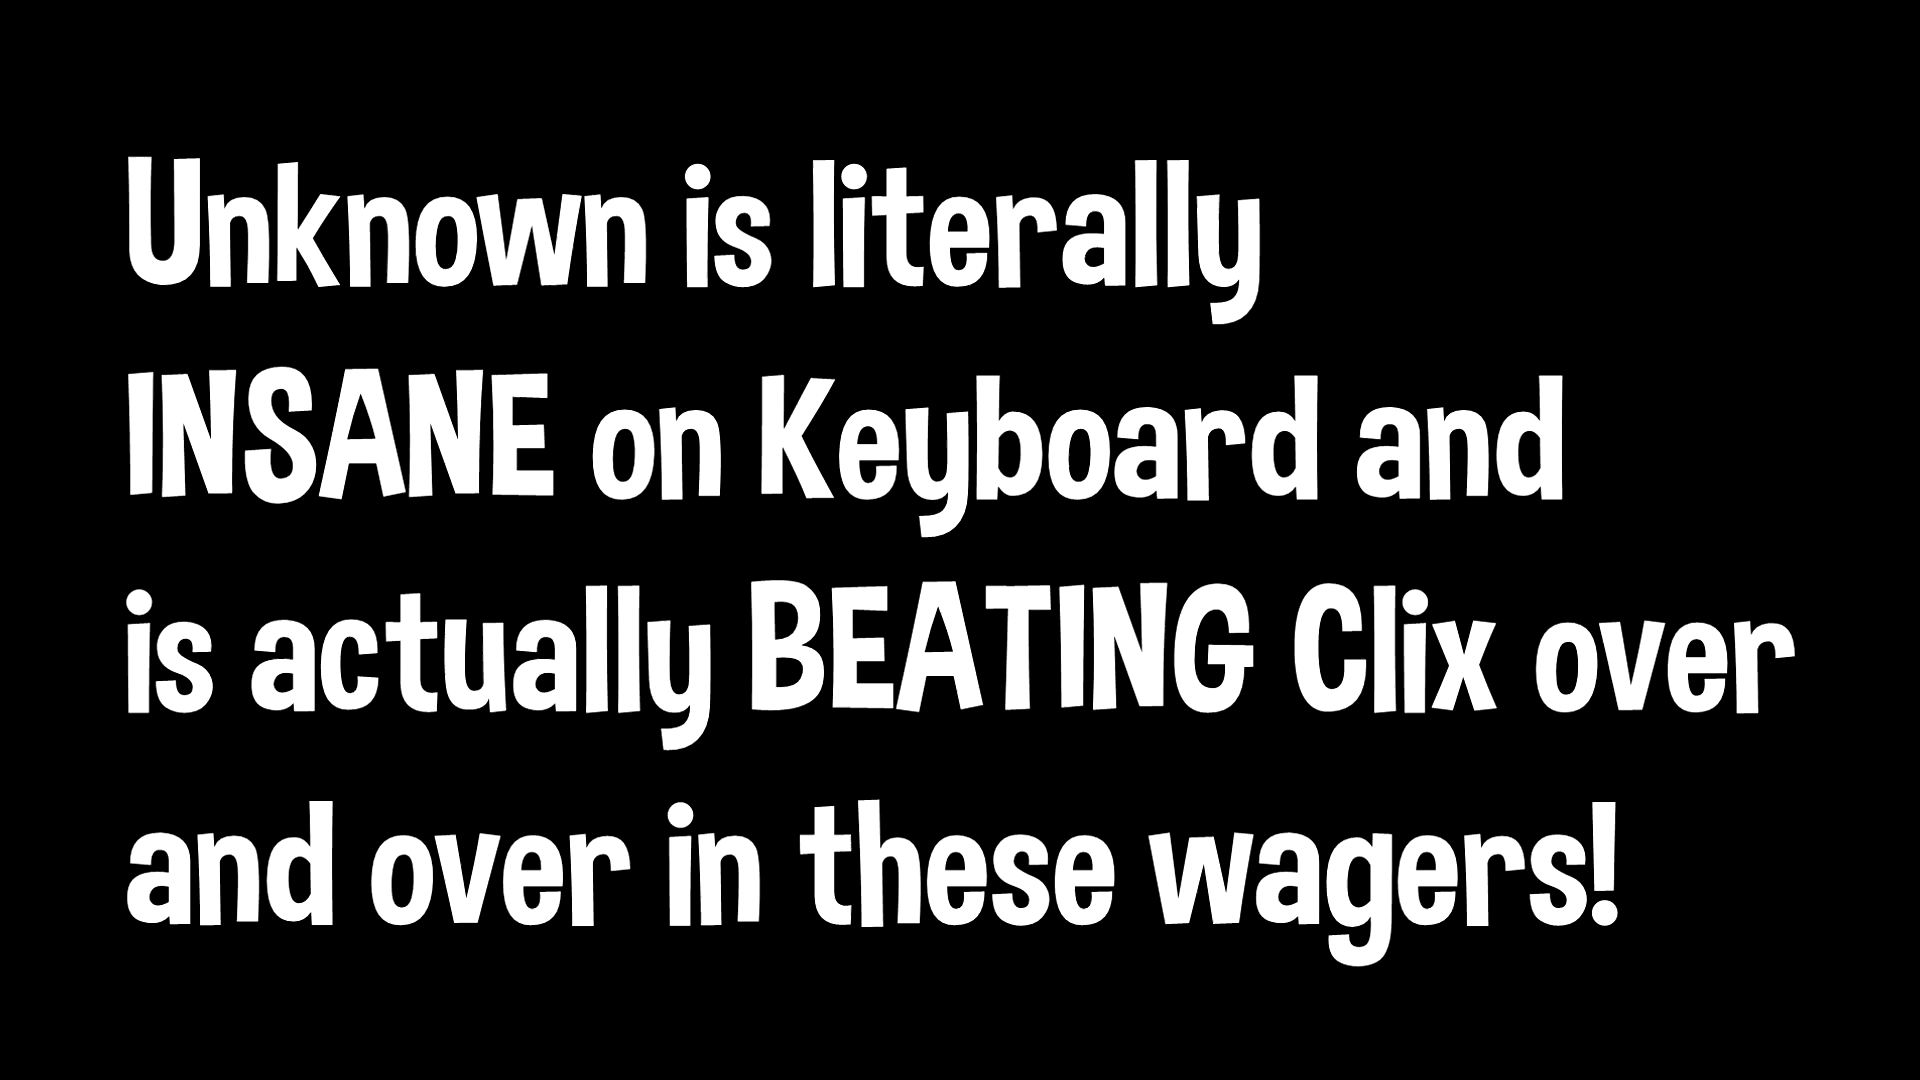 Unknown is literally
INSANE on Keyboard and
is actually BEATING Clix over
and over in these wagers!